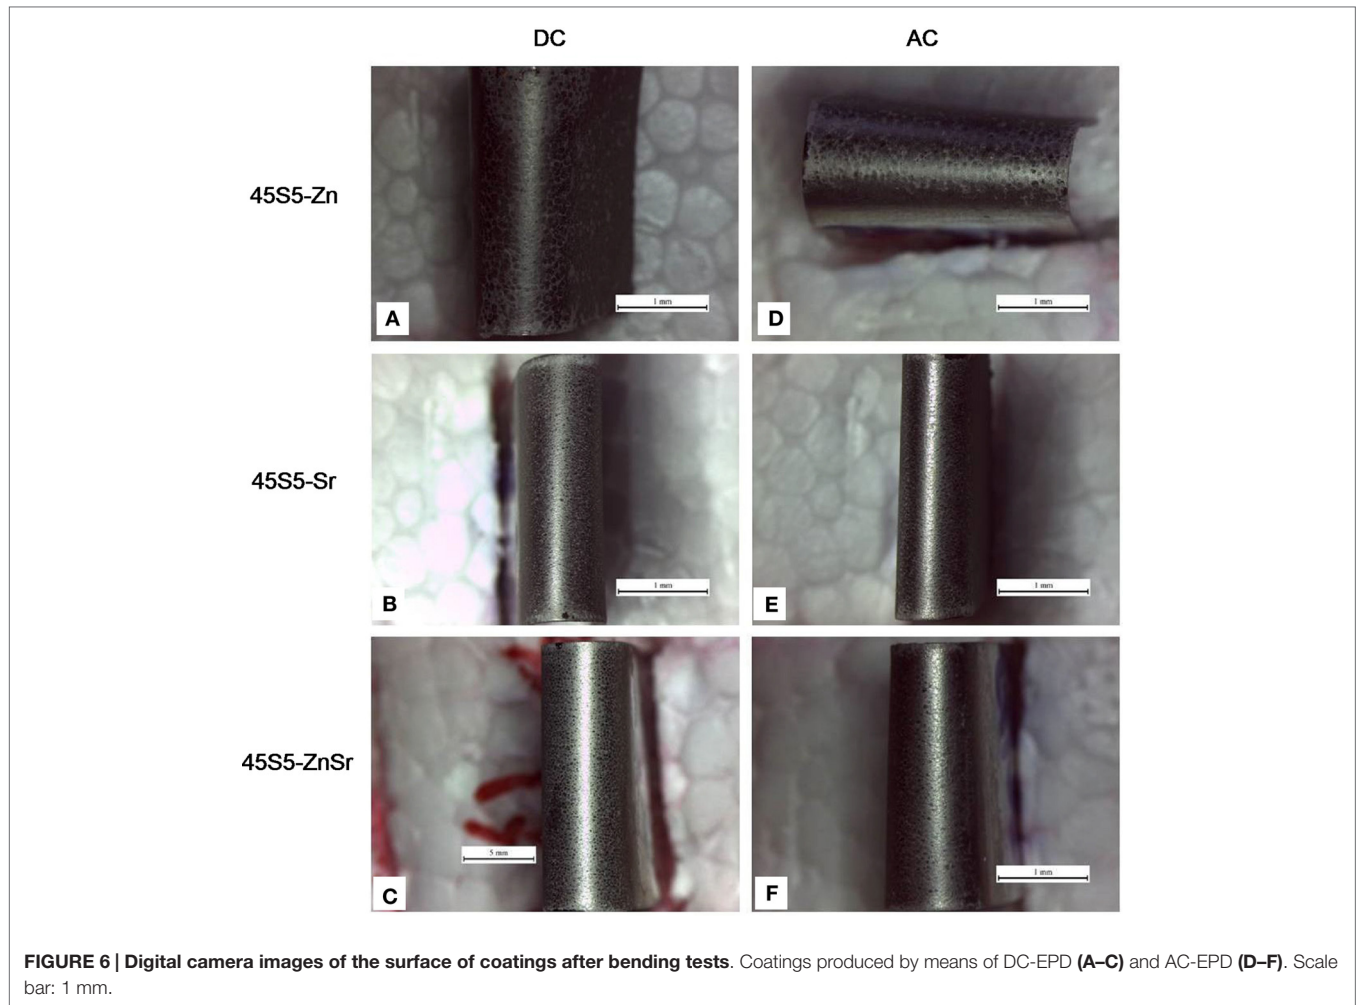 DC
AC
45S5-Zn
A
1 mm
D
1 mm
45S5-Sr
B
1 mm
E
1 mm
45S5-ZnSr
C
5 mm
F
1 mm
FIGURE 6 | Digital camera images of the surface of coatings after bending tests. Coatings produced by means of DC-EPD (A–C) and AC-EPD (D–F). Scale
bar: 1 mm.